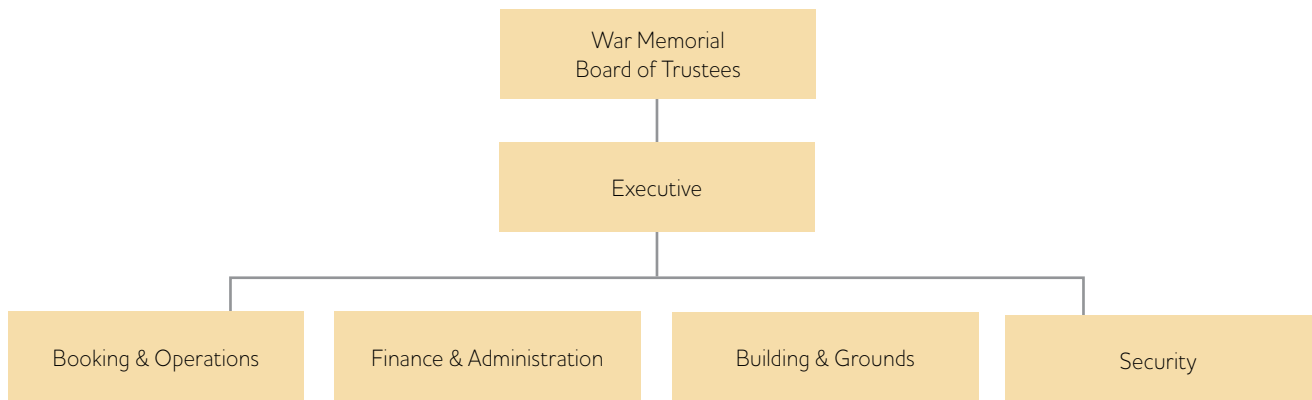 War Memorial
Board of Trustees
Executive
Booking & Operations
Finance & Administration
Building & Grounds
Security